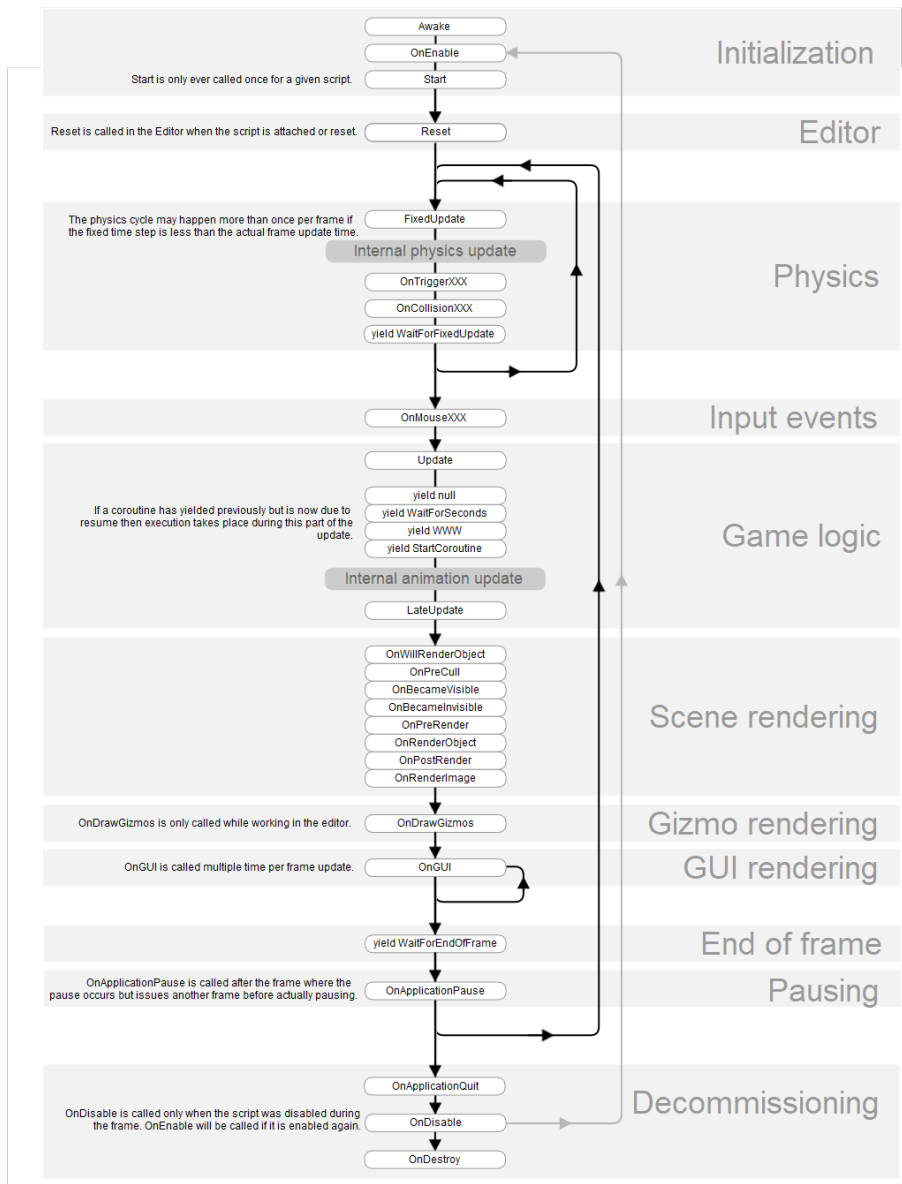 Awake
OnEnable
Initialization
Start is only ever called once for a given script.
Start
Reset is called in the Editor when the script is attached or reset.
Reset
Editor
The physics cycle may happen more than once per frame if
the fixed time step is less than the actual frame update time.
FixedUpdate
Internal physics update
OnTriggerXXX
Physics
OnCollisionXXX
yield WaitForFixedUpdate
OnMouseXXX
Input events
Update
yield null
If a coroutine has yielded previously but is now due to
resume then execution takes place during this part of the
update.
yield WaitForSeconds
yield WWW
yield StartCoroutine
Game logic
Internal animation update
LateUpdate
OnWillRenderObject
OnPreCull
OnBecameVisible
OnBecameInvisible
Scene rendering
OnPreRender
OnRenderObject
OnPostRender
OnRenderImage
OnDrawGizmos is only called while working in the editor.
OnDrawGizmos
Gizmo rendering
OnGUI is called multiple time per frame update.
OnGUI
GUI rendering
yield WaitForEndOfFrame
End of frame
OnApplicationPause is called after the frame where the
pause occurs but issues another frame before actually pausing.
OnApplicationPause
Pausing
OnApplicationQuit
Decommissioning
OnDisable is called only when the script was disabled during
the frame. OnEnable will be called if it is enabled again.
OnDisable
OnDestroy